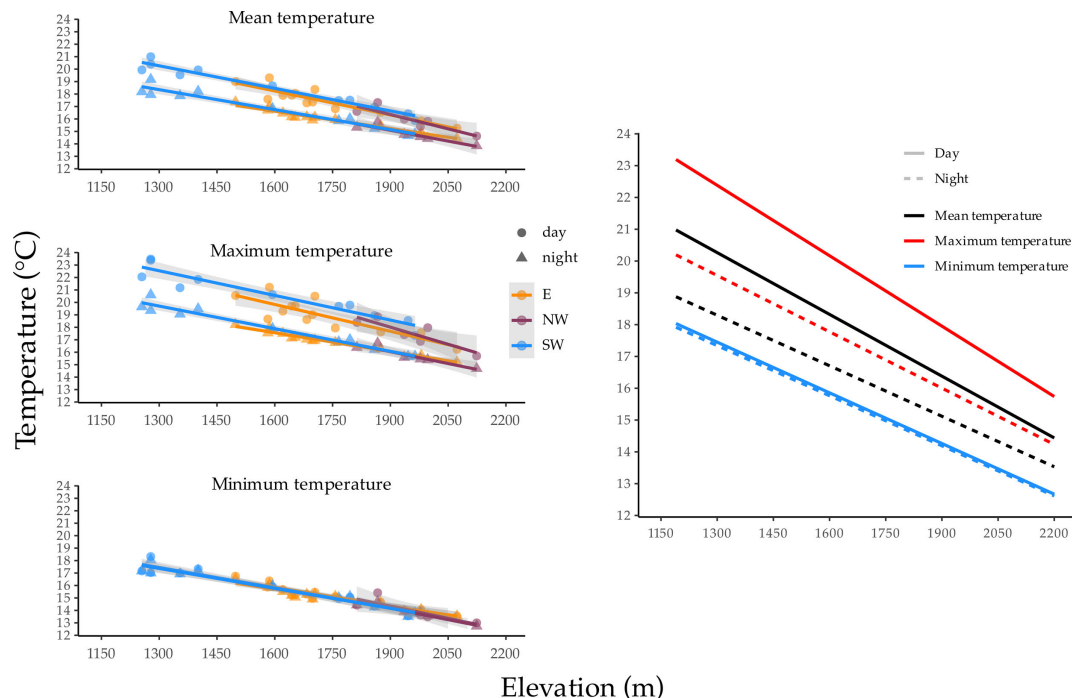 Mean temperature
24
23
22
21
20
19
18
17
16
15
14
13
12
1150 1300 1450 1600 1750 1900 2050 2200
Maximum temperature
24
23
22
21
20
19
18
17
16
15
14
13
12
1150 1300 1450 1600 1750 1900 2050 2200
day
night
E
NW
SW
Minimum temperature
24
23
22
21
20
19
18
17
16
15
14
13
12
1150 1300 1450 1600 1750 1900 2050 2200
Temperature (°C)
24
23
22
21
20
19
18
17
16
15
14
13
12
1150 1300 1450 1600 1750 1900 2050 2200
Day
Night
Mean temperature
Maximum temperature
Minimum temperature
Elevation (m)